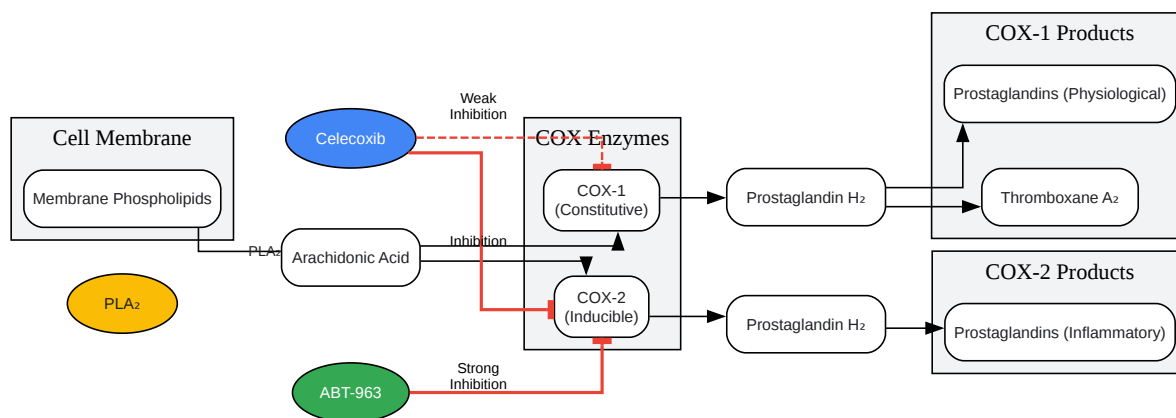 COX-1 Products
Prostaglandins (Physiological)
Weak
Inhibition
Cell Membrane
Celecoxib
COX Enzymes
Membrane Phospholipids
COX-1
(Constitutive)
Prostaglandin H₂
Thromboxane A₂
PLA₂
Arachidonic Acid
Inhibition
COX-2 Products
PLA₂
COX-2
(Inducible)
Prostaglandin H₂
Prostaglandins (Inflammatory)
Strong
Inhibition
ABT-963